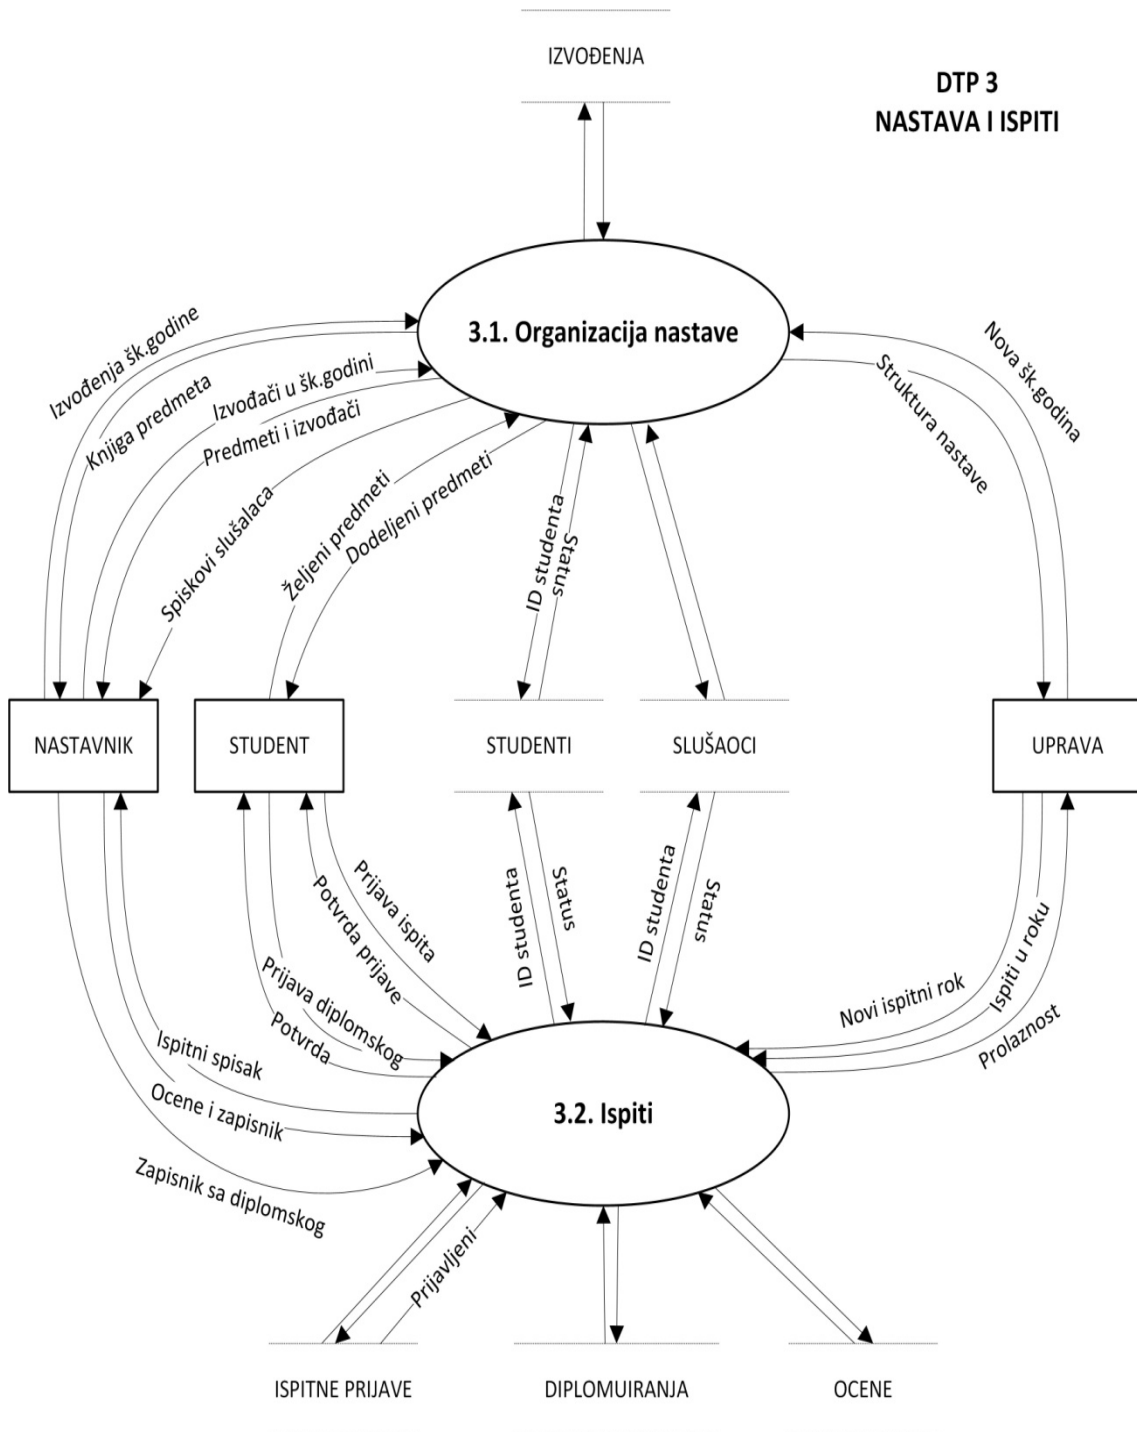 IZVOĐENJA
DTP 3
NASTAVA I ISPITI
3.1. Organizacija nastave
Izvođenja šk.godine
Knjiga predmeta
Izvođači u šk.godini
Predmeti i izvođači
Spiskovi slušalaca
Željeni predmeti
Dodeljeni predmeti
ID studenta
Status
Struktura nastave
Nova šk.godina
NASTAVNIK
STUDENT
STUDENTI
SLUŠAOCI
UPRAVA
Prijava ispita
Potvrda prijave
Prijava diplomskog
Potvrda
ID studenta
Status
ID studenta
Status
Novi ispitni rok
Ispiti u roku
Prolaznost
Ispitni spisak
Ocene i zapisnik
Zapisnik sa diplomskog
3.2. Ispiti
Prijavljeni
ISPITNE PRIJAVE
DIPLOMUIRANJA
OCENE